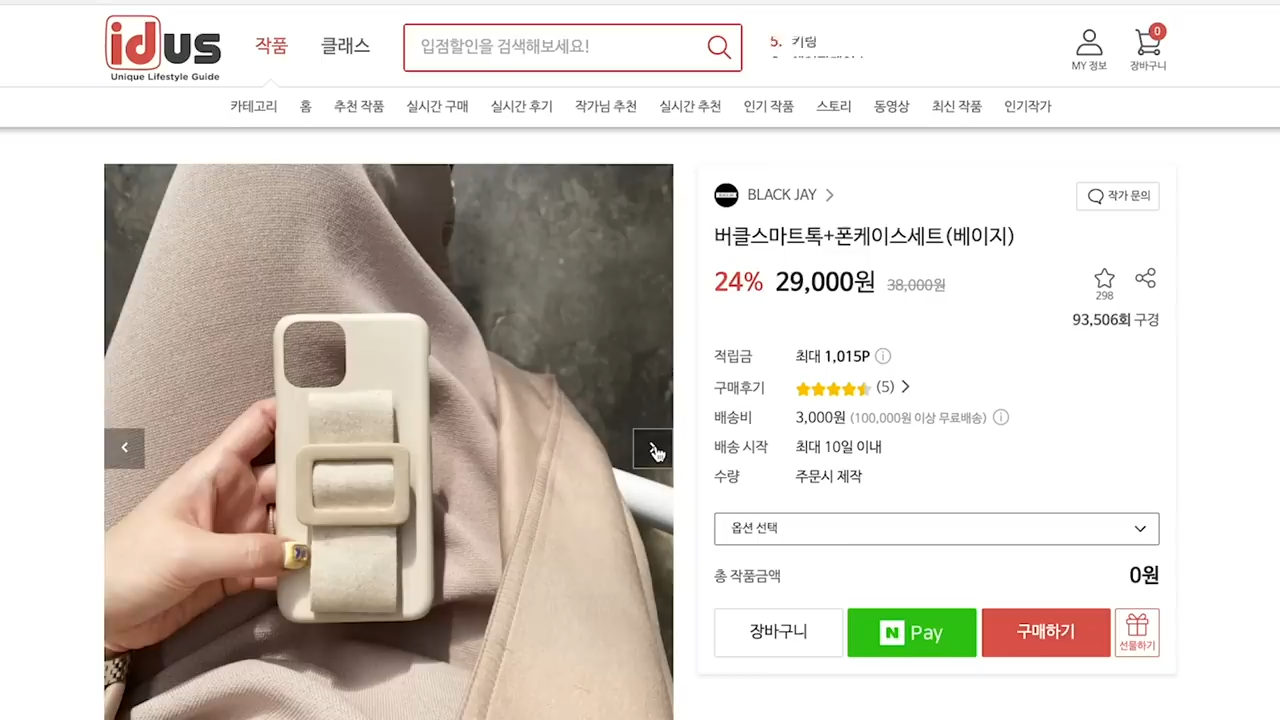 idus
Unique Lifestyle Guide
작품
클래스
입점할인을 검색해보세요!
5. 키링
MY 정보
0
장바구니
카테고리 홈 추천 작품 실시간 구매 실시간 후기 작가님 추천 실시간 추천 인기 작품 스토리 동영상 최신 작품 인기작가
BLACK JAY
작가 문의
버클스마트톡+폰케이스세트(베이지)
24% 29,000원 38,000원
298
93,506회 구경
적립금 최대 1,015P
구매후기 (5)
배송비 3,000원 (100,000원 이상 무료배송)
배송 시작 최대 10일 이내
수량 주문시 제작
옵션 선택
총 작품금액 0원
장바구니
N Pay
구매하기
선물하기